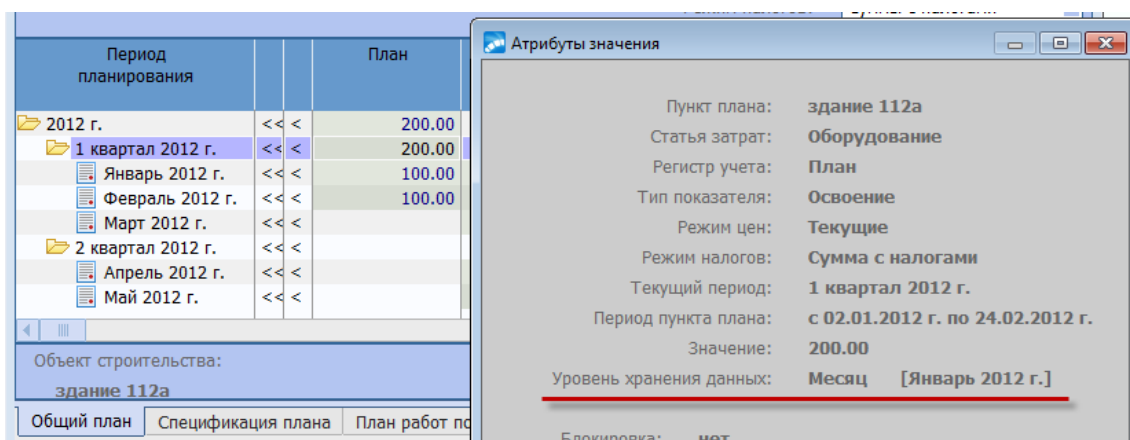 Период
планирования
План
2012 г. << < 200.00
1 квартал 2012 г. << < 200.00
Январь 2012 г. << < 100.00
Февраль 2012 г. << < 100.00
Март 2012 г. << <
2 квартал 2012 г. << <
Апрель 2012 г. << <
Май 2012 г. << <
Объект строительства:
здание 112а
Общий план
Спецификация плана
План работ
Атрибуты значения
Пункт плана: здание 112а
Статья затрат: Оборудование
Регистр учета: План
Тип показателя: Освоение
Режим цен: Текущие
Режим налогов: Сумма с налогами
Текущий период: 1 квартал 2012 г.
Период пункта плана: с 02.01.2012 г. по 24.02.2012 г.
Значение: 200.00
Уровень хранения данных: Месяц [Январь 2012 г.]
Блокировка: нет